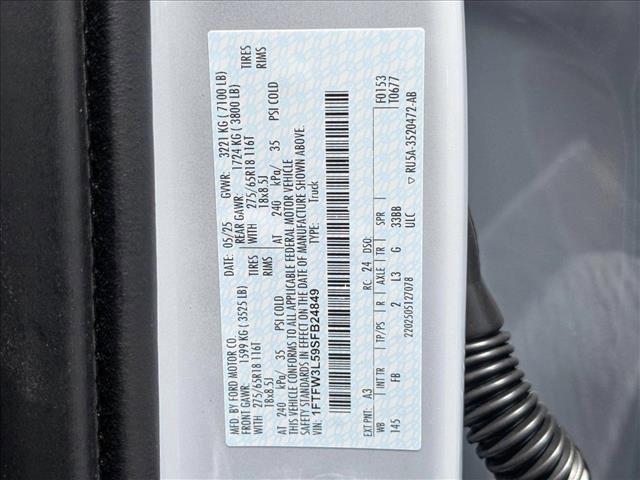 MFD. BY FORD MOTOR CO.
DATE: 05/25 GVWR: 3221 KG ( 7100 LB)
FRONT GAWR: 1599 KG ( 3525 LB) REAR GAWR: 1724 KG ( 3800 LB)
WITH 275/65R18 116T TIRES WITH 275/65R18 116T TIRES
18x8.5J RIMS 18x8.5J RIMS
AT 240 kPa/ 35 PSI COLD AT 240 kPa/ 35 PSI COLD
THIS VEHICLE CONFORMS TO ALL APPLICABLE FEDERAL MOTOR VEHICLE
SAFETY STANDARDS IN EFFECT ON THE DATE OF MANUFACTURE SHOWN ABOVE.
VIN: 1FTFW3L59SFB24849 TYPE: Truck
F0153
T0677
EXT PNT: A3 RC: 24 DSO:
WB INT TR TP/PS R AXLE TR SPR
145 FB 2 L3 G 33BB
ULC
2202505127078 ▽ RU5A-3520472-AB